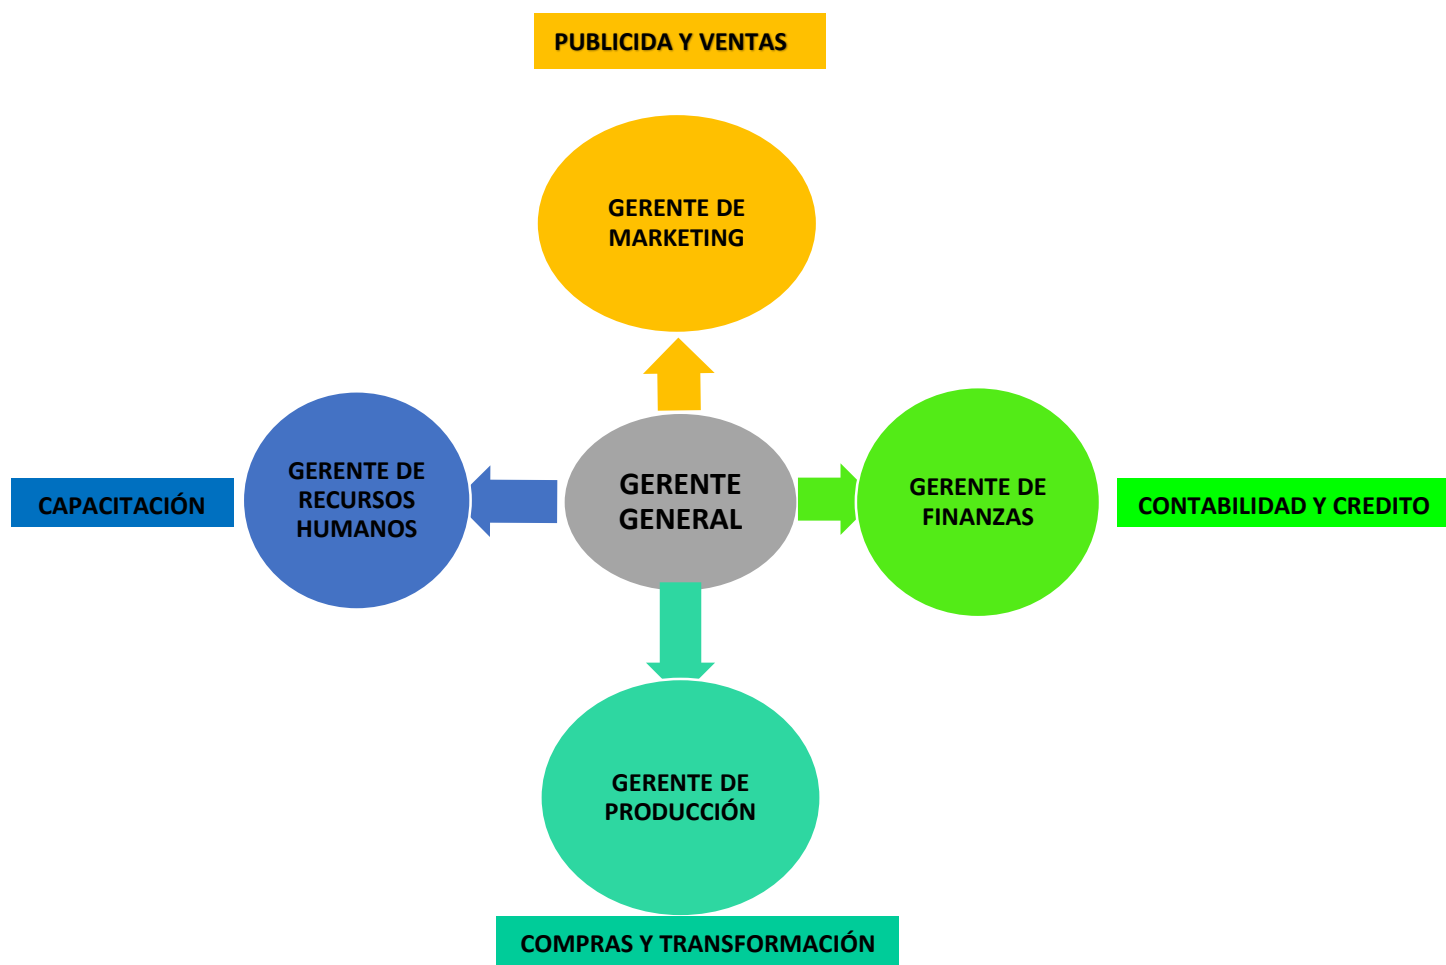 PUBLICIDA Y VENTAS
GERENTE DE
MARKETING
GERENTE DE
RECURSOS
HUMANOS
CAPACITACIÓN
GERENTE
GENERAL
GERENTE DE
FINANZAS
CONTABILIDAD Y CREDITO
GERENTE DE
PRODUCCIÓN
COMPRAS Y TRANSFORMACIÓN